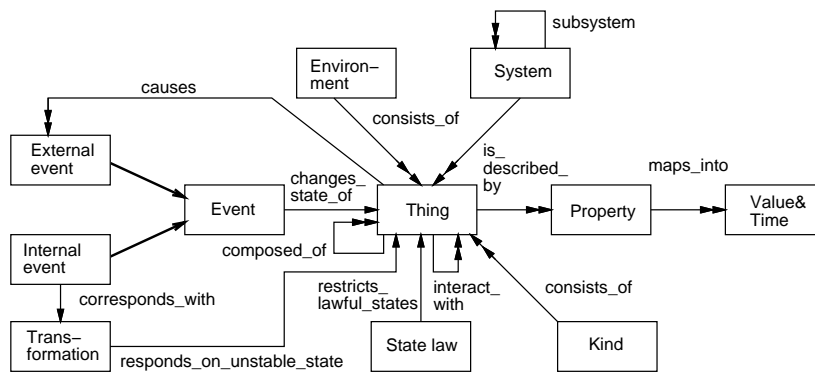 subsystem
Environ−
ment
System
causes
consists_of
External
event
is_
described_
by
maps_into
changes_
state_of
Event
Thing
Property
Value&
Time
Internal
event
composed_of
corresponds_with
restricts_
lawful_states
interact_
with
consists_of
Trans−
formation
responds_on_unstable_state
State law
Kind